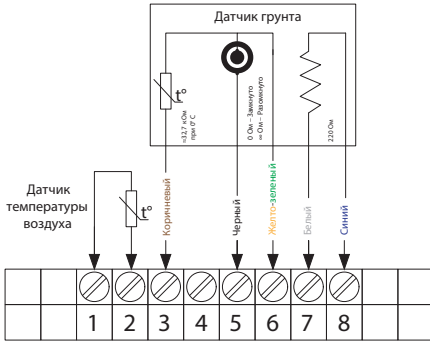 Датчик грунта
t°
≈32,7 кОм
при 0° С
0 Ом – Замкнуто
∞ Ом – Разомкнуто
220 Ом
Датчик
температуры
воздуха
t°
Коричневый
Черный
Желто-зеленый
Белый
Синий
1 2 3 4 5 6 7 8